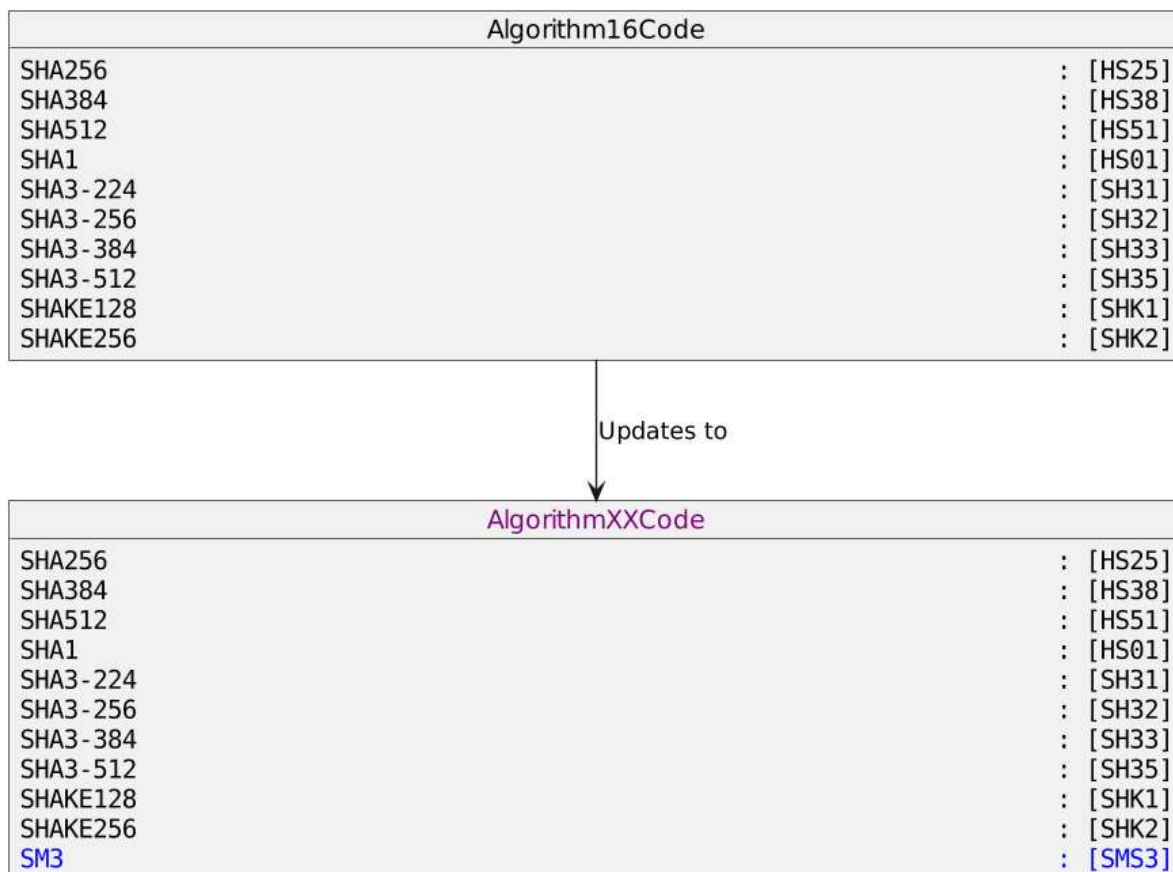 Algorithm16Code
SHA256 : [HS25]
SHA384 : [HS38]
SHA512 : [HS51]
SHA1 : [HS01]
SHA3-224 : [SH31]
SHA3-256 : [SH32]
SHA3-384 : [SH33]
SHA3-512 : [SH35]
SHAKE128 : [SHK1]
SHAKE256 : [SHK2]
Updates to
AlgorithmXXCode
SHA256 : [HS25]
SHA384 : [HS38]
SHA512 : [HS51]
SHA1 : [HS01]
SHA3-224 : [SH31]
SHA3-256 : [SH32]
SHA3-384 : [SH33]
SHA3-512 : [SH35]
SHAKE128 : [SHK1]
SHAKE256 : [SHK2]
SM3 : [SMS3]